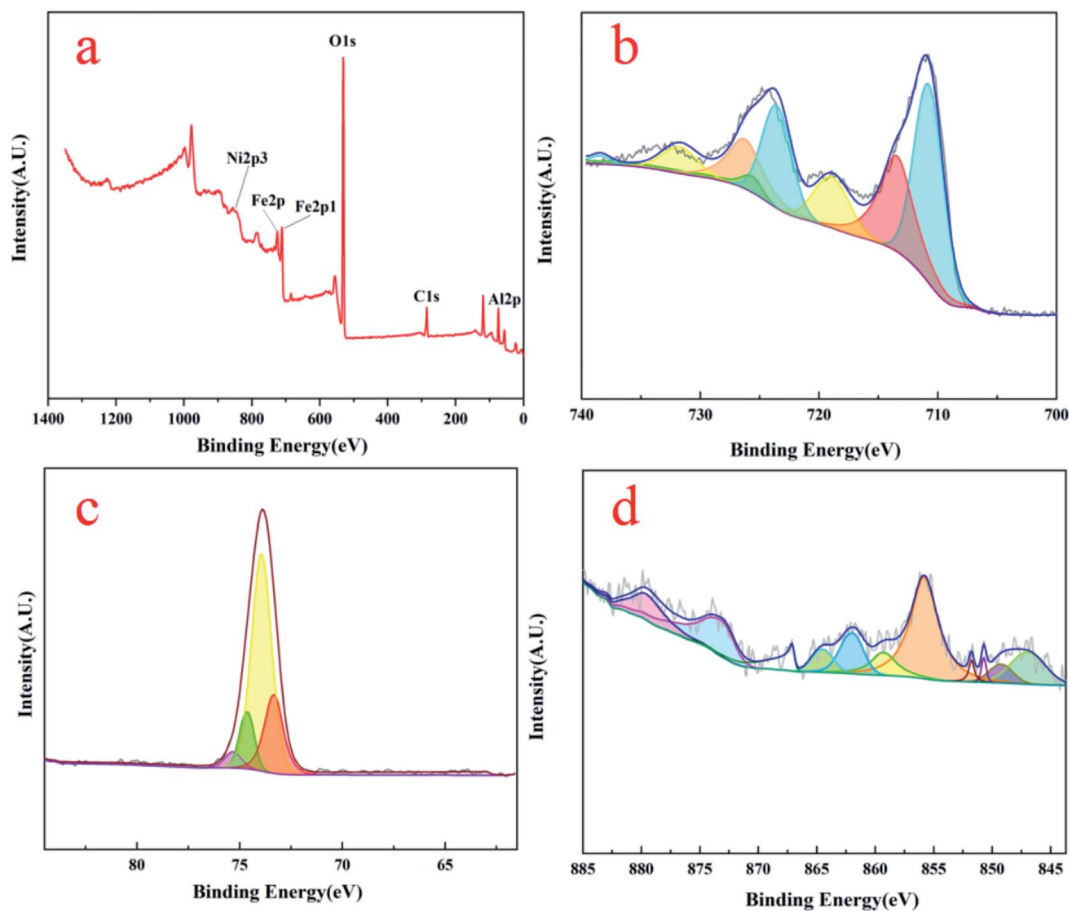 a
O1s
Ni2p3
Fe2p
Fe2p1
C1s
Al2p
Intensity(A.U.)
1400 1200 1000 800 600 400 200 0
Binding Energy(eV)
b
Intensity(A.U.)
740 730 720 710 700
Binding Energy(eV)
c
Intensity(A.U.)
80 75 70 65
Binding Energy(eV)
d
Intensity(A.U.)
885 880 875 870 865 860 855 850 845
Binding Energy(eV)